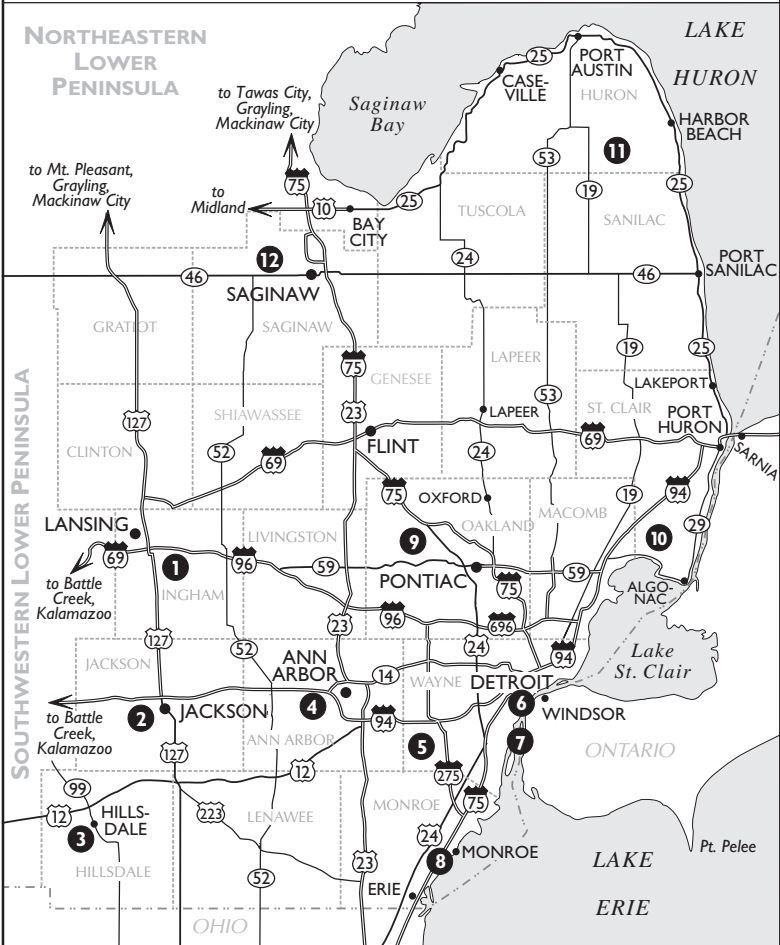 NORTHEASTERN
LOWER
PENINSULA
LAKE
HURON
Saginaw
Bay
25
PORT
AUSTIN
CASE-
VILLE
HURON
HARBOR
BEACH
to Tawas City,
Grayling,
Mackinaw City
11
53
19
25
to Mt. Pleasant,
Grayling,
Mackinaw City
75
to
Midland
10
25
BAY
CITY
TUSCOLA
SANILAC
24
12
46
SAGINAW
46
PORT
SANILAC
GRATIOT
SAGINAW
75
GENESEE
LAPEER
19
25
SOUTHWESTERN LOWER PENINSULA
127
SHIAWASSEE
23
53
LAKEPORT
LAPEER
ST. CLAIR
PORT
HURON
CLINTON
52
69
FLINT
24
69
SARNIA
75
OXFORD
19
94
LANSING
LIVINGSTON
OAKLAND
MACOMB
29
69
1
96
9
10
59
PONTIAC
59
to Battle
Creek,
Kalamazoo
INGHAM
75
ALGO-
NAC
96
696
127
23
24
94
Lake
St. Clair
JACKSON
52
ANN
ARBOR
14
WAYNE
DETROIT
to Battle
Creek,
Kalamazoo
2
JACKSON
4
94
6
WINDSOR
127
ANN ARBOR
5
7
ONTARIO
12
275
99
12
HILLS-
DALE
223
LENAWEE
MONROE
75
3
24
8
MONROE
Pt. Pelee
HILLSDALE
52
23
ERIE
LAKE
ERIE
OHIO